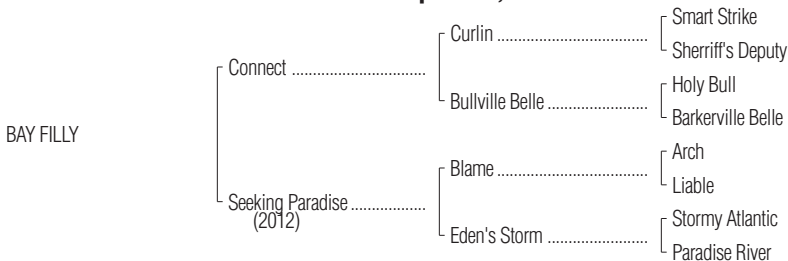 Smart Strike
Curlin
Sherriff's Deputy
Connect
Holy Bull
Bullville Belle
Barkerville Belle
BAY FILLY
Arch
Blame
Liable
Seeking Paradise
(2012)
Stormy Atlantic
Eden's Storm
Paradise River